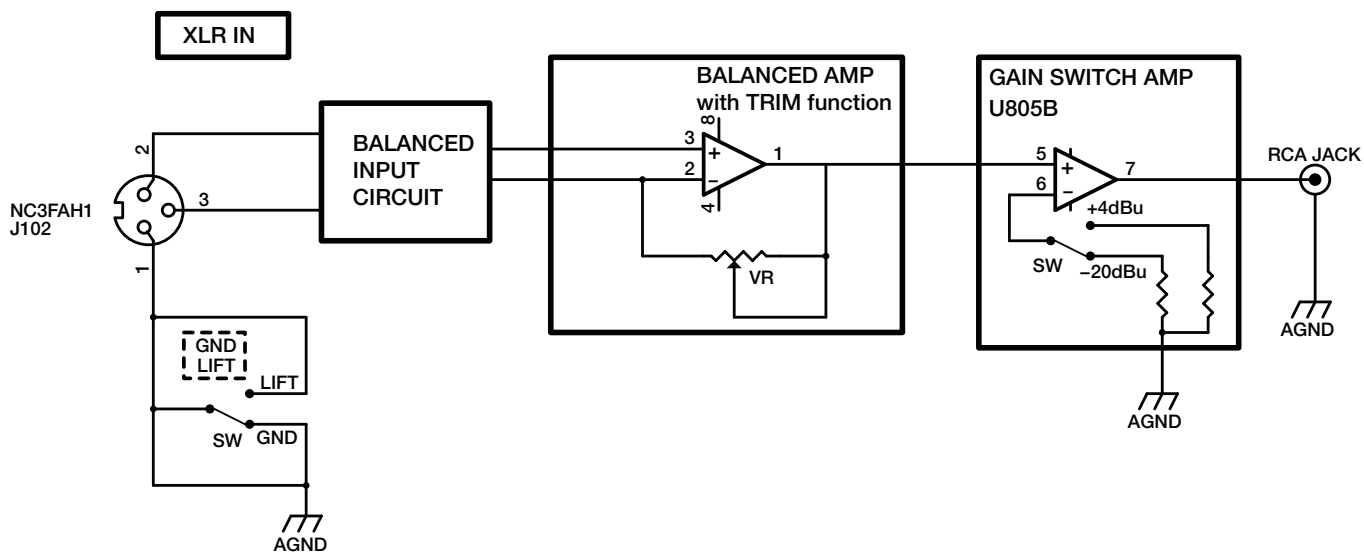 XLR IN
BALANCED AMP
with TRIM function
GAIN SWITCH AMP
U805B
BALANCED
INPUT
CIRCUIT
NC3FAH1
J102
2
3
1
3
2
8
4
1
VR
5
6
7
+4dBu
SW
−20dBu
RCA JACK
AGND
AGND
GND
LIFT
LIFT
SW
GND
AGND